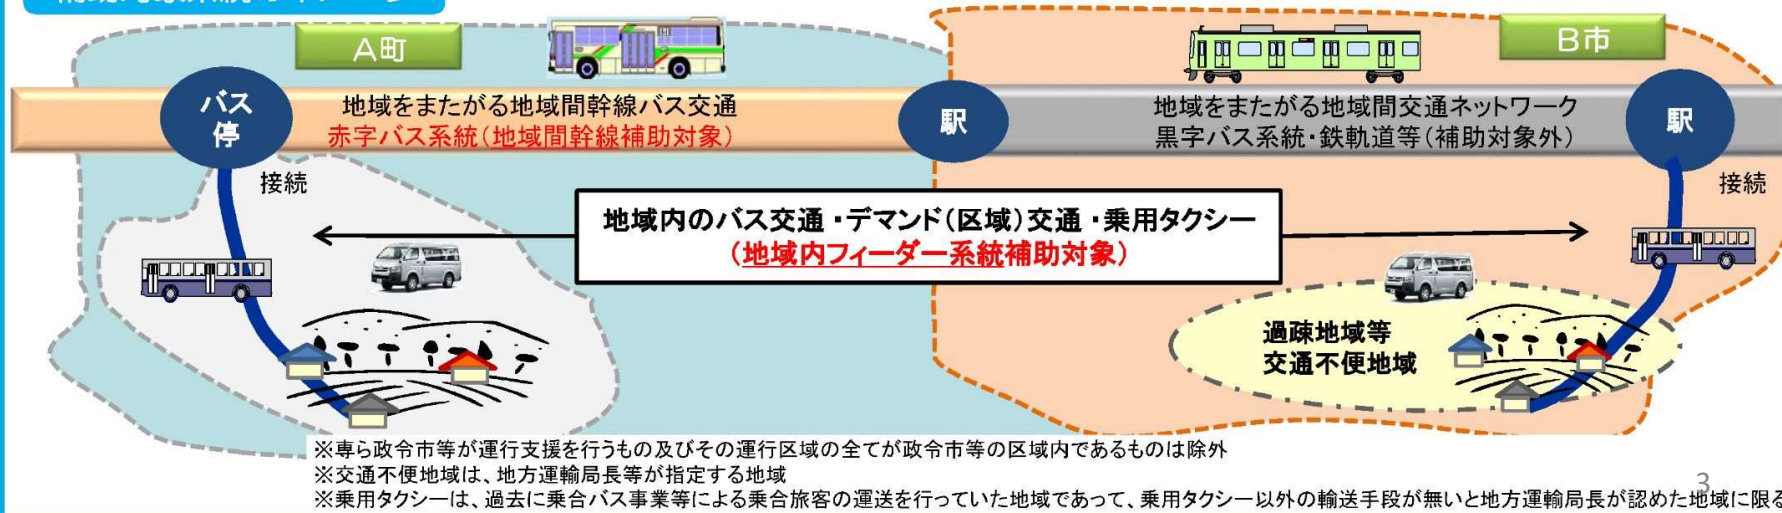 A町
B市
バス
停
地域をまたがる地域間幹線バス交通
赤字バス系統(地域間幹線補助対象)
駅
地域をまたがる地域間交通ネットワーク
黒字バス系統・鉄軌道等(補助対象外)
駅
接続
接続
地域内のバス交通・デマンド(区域)交通・乗用タクシー
(地域内フィーダー系統補助対象)
過疎地域等
交通不便地域
※専ら政令市等が運行支援を行うもの及びその運行区域の全てが政令市等の区域内であるものは除外
※交通不便地域は、地方運輸局長等が指定する地域
※乗用タクシーは、過去に乗合バス事業等による乗合旅客の運送を行っていた地域であって、乗用タクシー以外の輸送手段が無いと地方運輸局長が認めた地域に限る
3